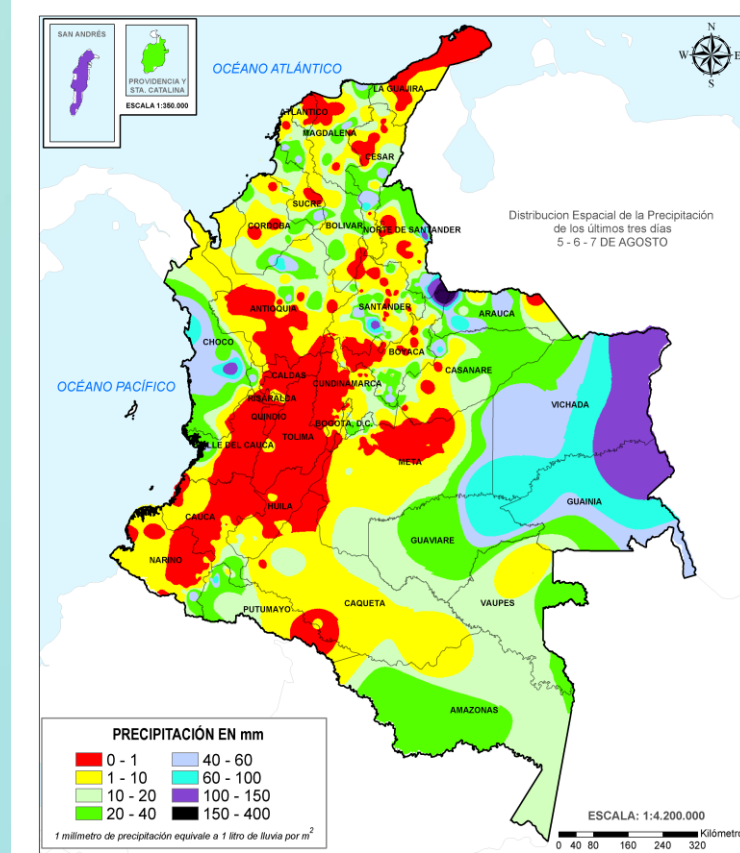 SAN ANDRÉS
PROVIDENCIA Y
STA. CATALINA
ESCALA 1:350.000
OCÉANO ATLÁNTICO
N
W
E
S
LA GUAJIRA
ATLANTICO
MAGDALENA
CESAR
Distribucion Espacial de la Precipitación
de los últimos tres días
5 - 6 - 7 DE AGOSTO
SUCRE
CORDOBA
BOLIVAR
NORTE DE SANTANDER
ANTIOQUIA
SANTANDER
ARAUCA
CHOCO
BOYACA
CASANARE
OCÉANO PACÍFICO
CALDAS
CUNDINAMARCA
RISARALDA
VICHADA
QUINDIO
BOGOTA, D.C.
TOLIMA
VALLE DEL CAUCA
META
GUAINIA
HUILA
CAUCA
GUAVIARE
NARIÑO
CAQUETA
VAUPES
PUTUMAYO
AMAZONAS
PRECIPITACIÓN EN mm
0 - 1
40 - 60
1 - 10
60 - 100
10 - 20
100 - 150
20 - 40
150 - 400
1 milimetro de precipitación equivale a 1 litro de lluvia por m²
ESCALA: 1:4.200.000
Kilómetro
0 40 80 160 240 320